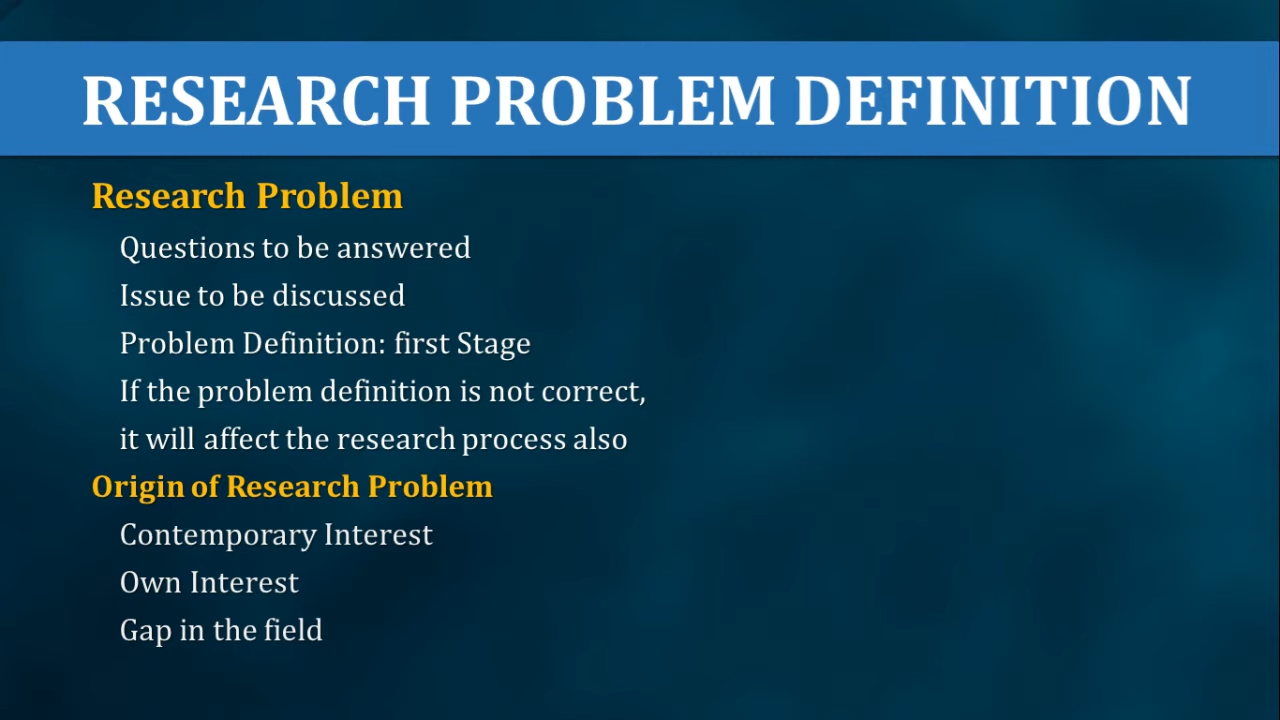 RESEARCH PROBLEM DEFINITION
Research Problem
Questions to be answered
Issue to be discussed
Problem Definition: first Stage
If the problem definition is not correct,
it will affect the research process also
Origin of Research Problem
Contemporary Interest
Own Interest
Gap in the field